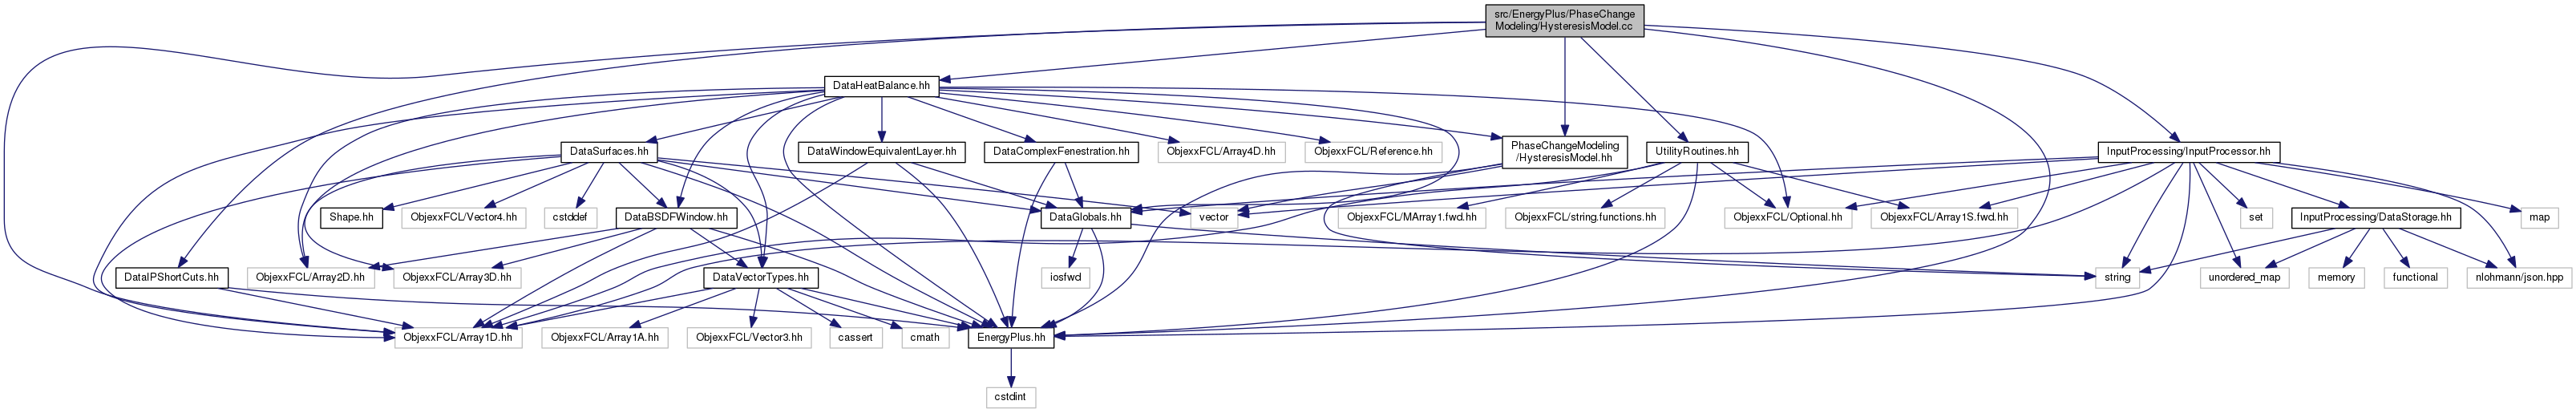 src/EnergyPlus/PhaseChange
Modeling/HysteresisModel.cc
DataHeatBalance.hh
DataSurfaces.hh
DataWindowEquivalentLayer.hh
DataComplexFenestration.hh
ObjexxFCL/Array4D.hh
ObjexxFCL/Reference.hh
PhaseChangeModeling
/HysteresisModel.hh
UtilityRoutines.hh
InputProcessing/InputProcessor.hh
Shape.hh
ObjexxFCL/Vector4.hh
cstddef
DataBSDFWindow.hh
DataGlobals.hh
vector
ObjexxFCL/MArray1.fwd.hh
ObjexxFCL/string.functions.hh
ObjexxFCL/Optional.hh
ObjexxFCL/Array1S.fwd.hh
set
InputProcessing/DataStorage.hh
map
DataIPShortCuts.hh
ObjexxFCL/Array2D.hh
ObjexxFCL/Array3D.hh
DataVectorTypes.hh
iosfwd
string
unordered_map
memory
functional
nlohmann/json.hpp
ObjexxFCL/Array1D.hh
ObjexxFCL/Array1A.hh
ObjexxFCL/Vector3.hh
cassert
cmath
EnergyPlus.hh
cstdint